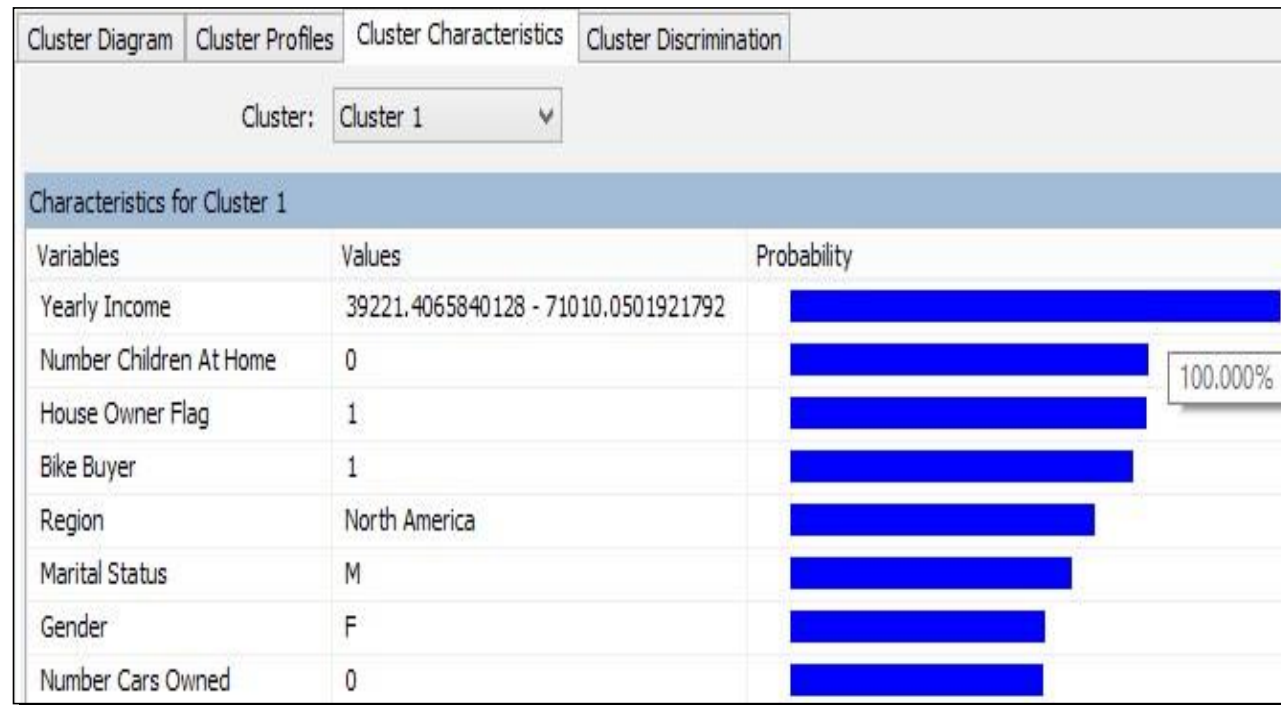 Cluster Diagram Cluster Profiles Cluster Characteristics Cluster Discrimination
Cluster: Cluster 1
Characteristics for Cluster 1
Variables Values Probability
Yearly Income 39221.4065840128 - 71010.0501921792
Number Children At Home 0
100.000%
House Owner Flag 1
Bike Buyer 1
Region North America
Marital Status M
Gender F
Number Cars Owned 0